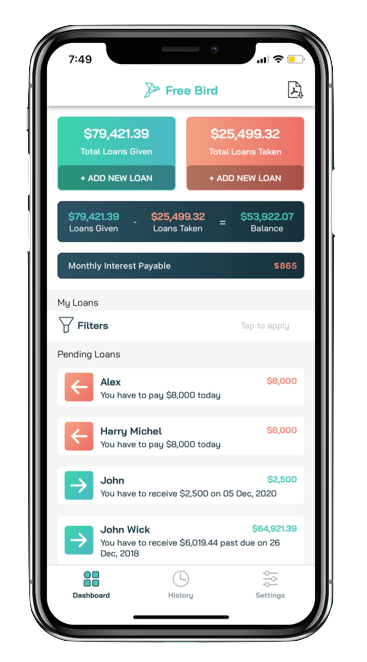 7:49
Free Bird
$79,421.39
Total Loans Given
+ ADD NEW LOAN
$25,499.32
Total Loans Taken
+ ADD NEW LOAN
$79,421.39 - $25,499.32 = $53,922.07
Loans Given Loans Taken Balance
Monthly Interest Payable $865
My Loans
Filters Tap to apply
Pending Loans
Alex $8,000
You have to pay $8,000 today
Harry Michel $8,000
You have to pay $8,000 today
John $2,500
You have to receive $2,500 on 05 Dec, 2020
John Wick $64,921.39
You have to receive $6,019.44 past due on 26
Dec, 2018
Dashboard History Settings